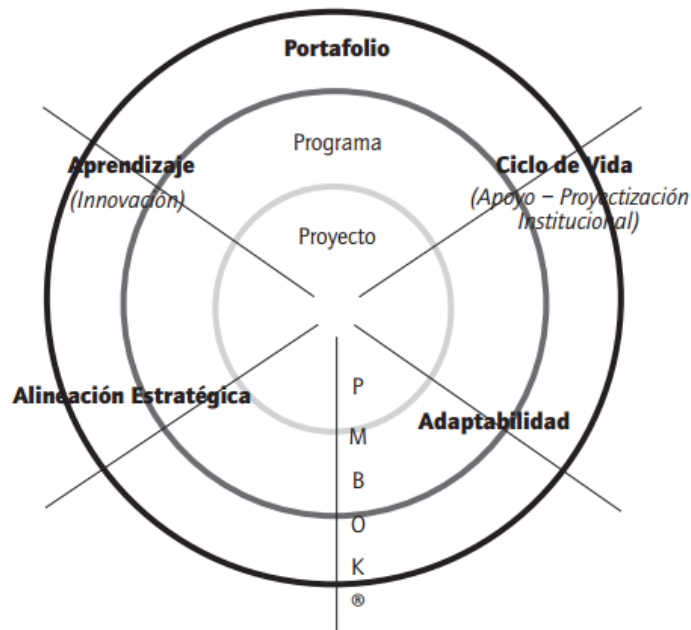 Portafolio
Programa
Aprendizaje
(Innovación)
Ciclo de Vida
(Apoyo – Proyectización
Institucional)
Proyecto
Alineación Estratégica
Adaptabilidad
P
M
B
O
K
®